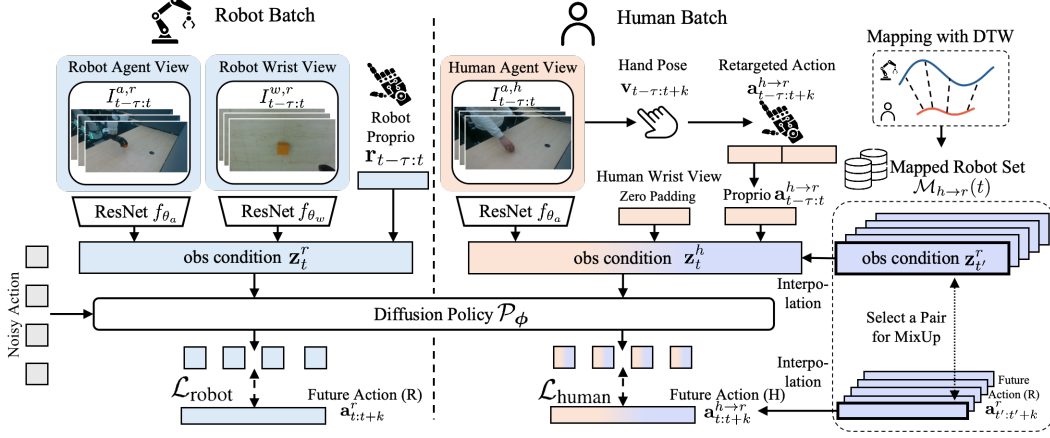 Robot Batch
Human Batch
Mapping with DTW
Robot Agent View
Robot Wrist View
Human Agent View
Hand Pose
Retargeted Action
I^{a,r}_{t-τ:t}
I^{w,r}_{t-τ:t}
I^{a,h}_{t-τ:t}
v_{t-τ:t+k}
a^{h→r}_{t-τ:t+k}
Robot
Proprio
r_{t-τ:t}
Mapped Robot Set
M_{h→r}(t)
Human Wrist View
Zero Padding
Proprio a^{h→r}_{t-τ:t}
ResNet f_{θ_a}
ResNet f_{θ_w}
ResNet f_{θ_a}
obs condition z^r_t
obs condition z^h_t
obs condition z^r_{t'}
Interpo-
lation
Noisy Action
Diffusion Policy P_ϕ
Select a Pair
for MixUp
Interpo-
lation
L_robot
Future Action (R)
a^r_{t:t+k}
L_human
Future Action (H)
a^{h→r}_{t:t+k}
Future
Action (R)
a^r_{t':t'+k}